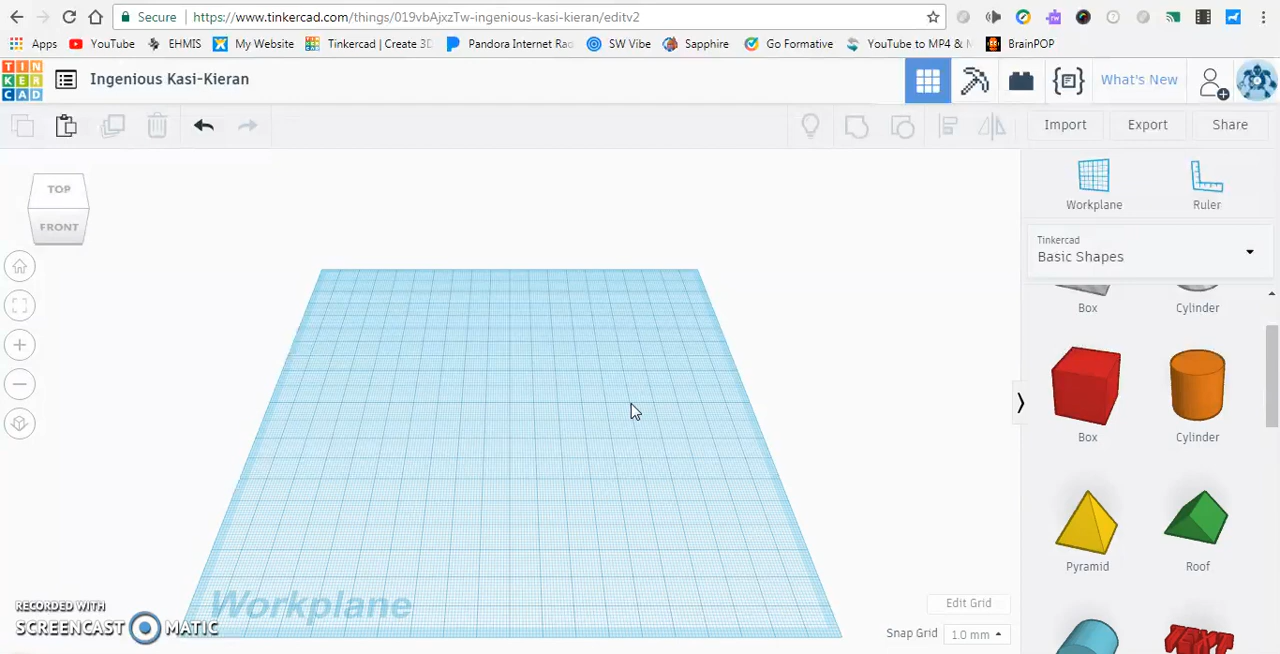 Secure https://www.tinkercad.com/things/019vbAjxzTw-ingenious-kasi-kieran/editv2
Apps YouTube EHMIS My Website Tinkercad | Create 3D Pandora Internet Ra SW Vibe Sapphire Go Formative YouTube to MP4 & M BrainPOP
TIN
KER
CAD
Ingenious Kasi-Kieran
What's New
Import Export Share
TOP
FRONT
Workplane Ruler
Tinkercad
Basic Shapes
Box Cylinder
Box Cylinder
Pyramid Roof
TEXT
Workplane
Edit Grid
Snap Grid 1.0 mm
RECORDED WITH
SCREENCAST MATIC